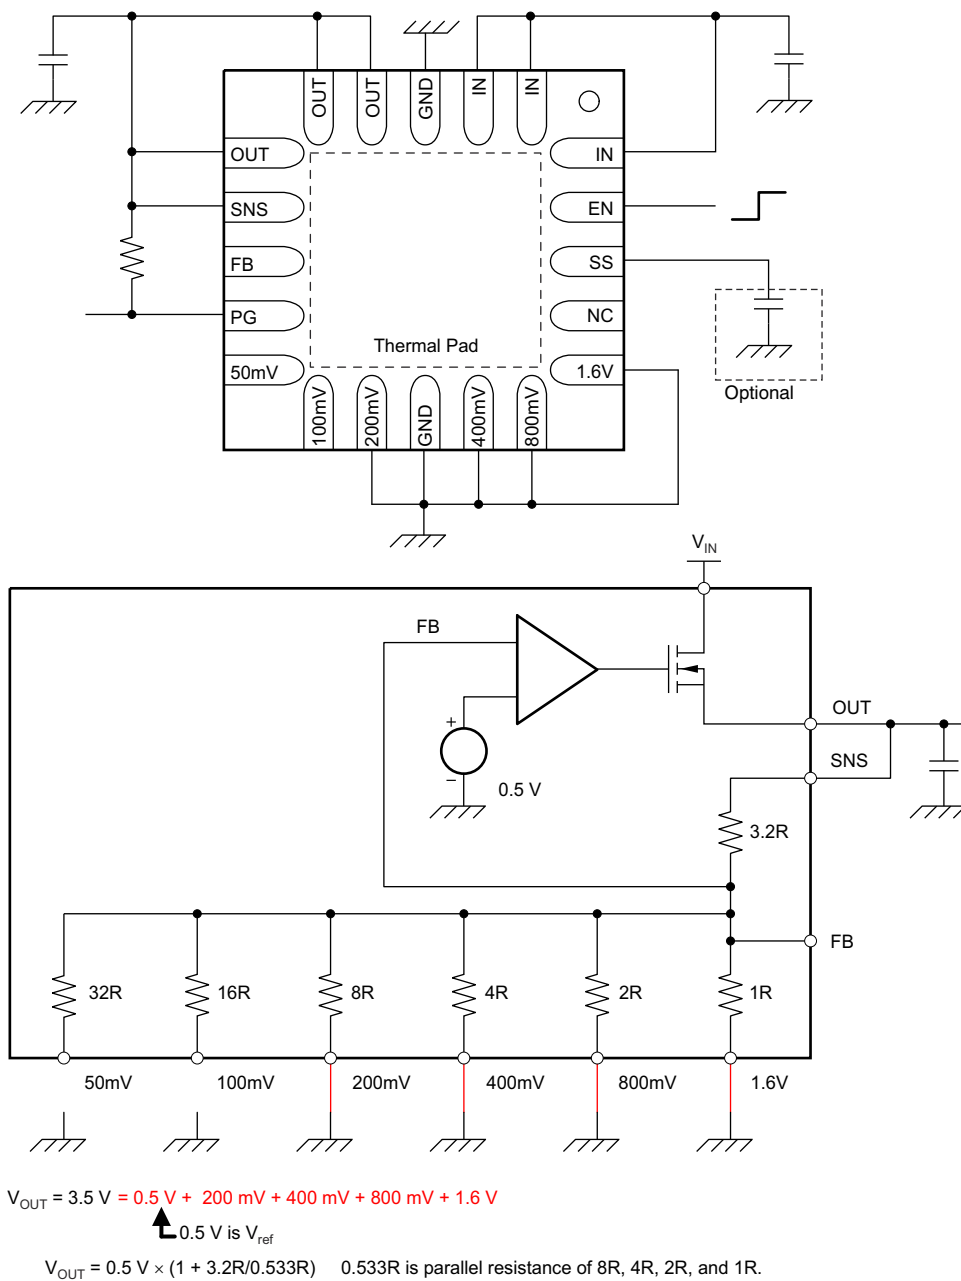 OUT
OUT
GND
IN
IN
OUT
IN
SNS
EN
FB
SS
PG
NC
Thermal Pad
50mV
1.6V
100mV
200mV
GND
400mV
800mV
Optional
V_IN
FB
OUT
+
SNS
−
0.5 V
3.2R
FB
32R
16R
8R
4R
2R
1R
50mV
100mV
200mV
400mV
800mV
1.6V
V_OUT = 3.5 V = 0.5 V + 200 mV + 400 mV + 800 mV + 1.6 V
0.5 V is V_ref
V_OUT = 0.5 V × (1 + 3.2R/0.533R) 0.533R is parallel resistance of 8R, 4R, 2R, and 1R.